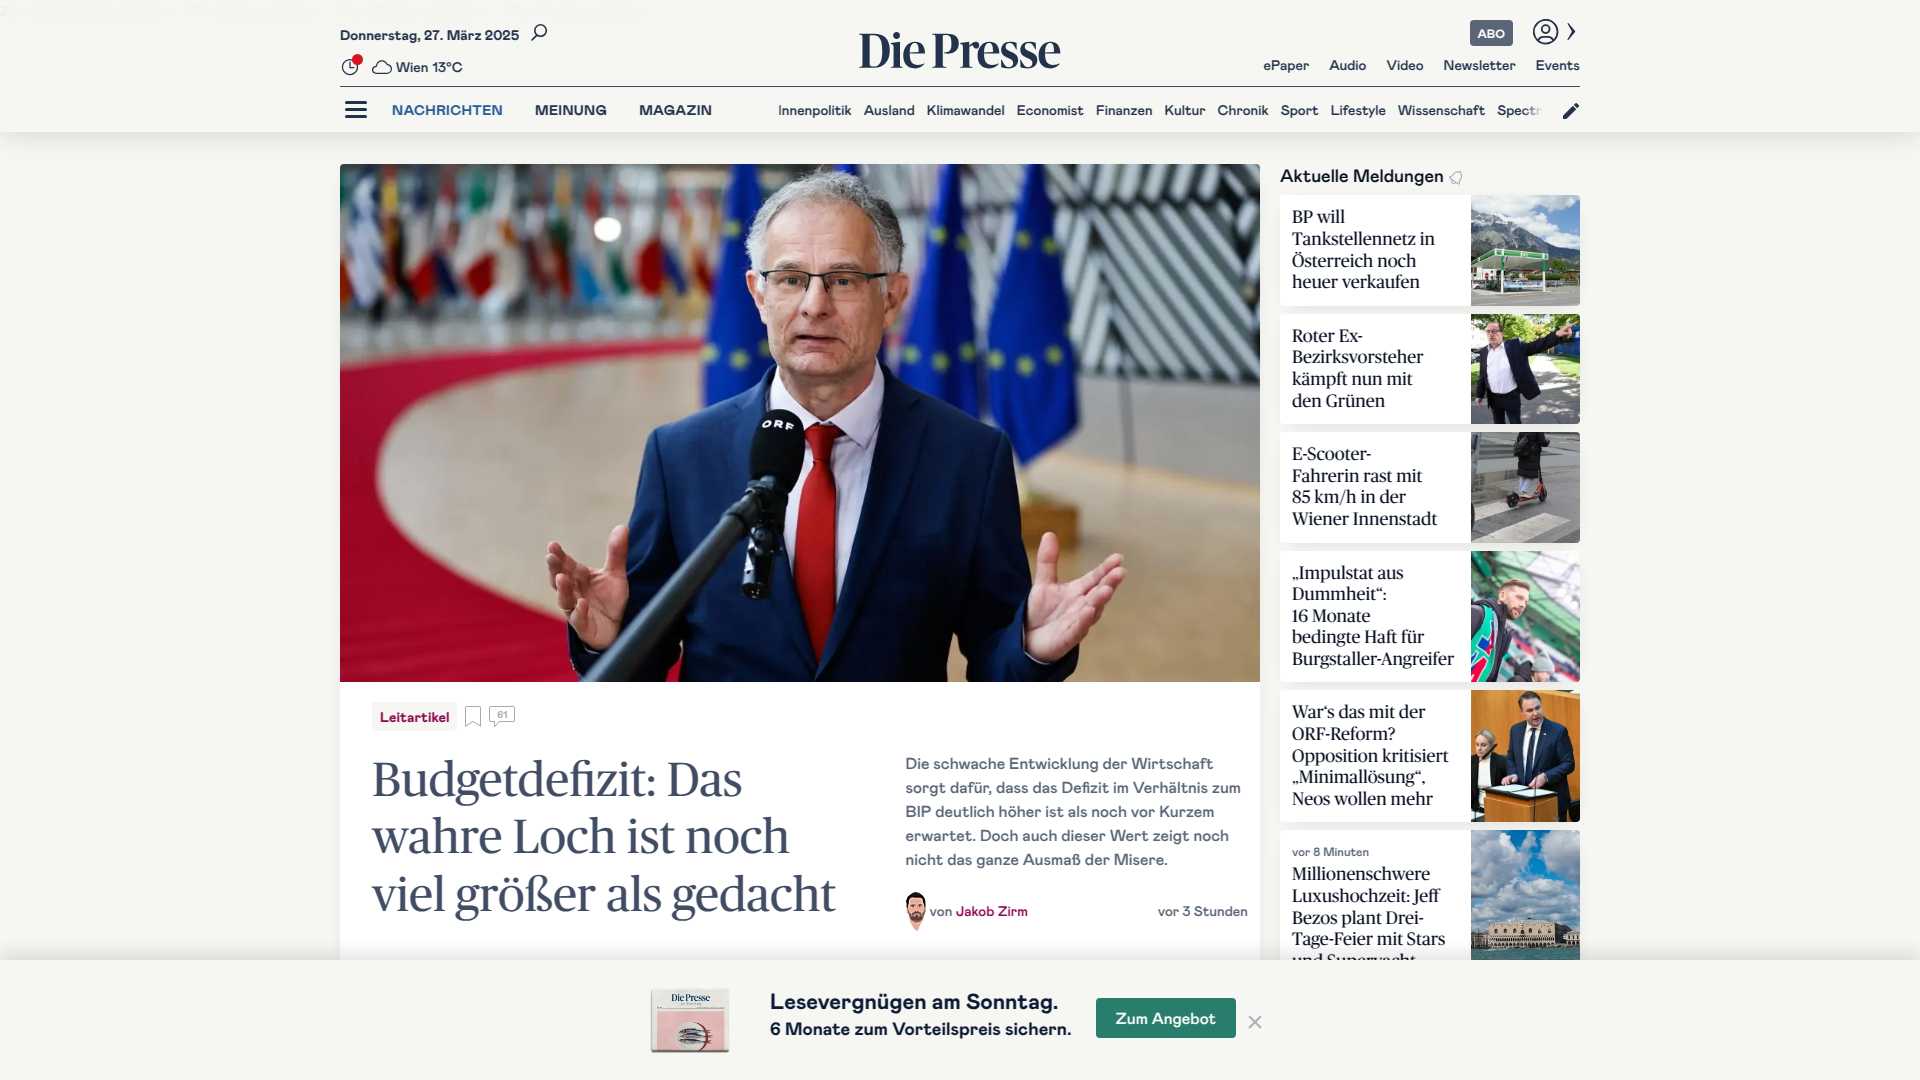 Donnerstag, 27. März 2025
Wien 13°C
Die Presse
ABO
ePaper Audio Video Newsletter Events
NACHRICHTEN MEINUNG MAGAZIN
Innenpolitik Ausland Klimawandel Economist Finanzen Kultur Chronik Sport Lifestyle Wissenschaft
ORF
Leitartikel
61
Budgetdefizit: Das
wahre Loch ist noch
viel größer als gedacht
Die schwache Entwicklung der Wirtschaft
sorgt dafür, dass das Defizit im Verhältnis zum
BIP deutlich höher ist als noch vor Kurzem
erwartet. Doch auch dieser Wert zeigt noch
nicht das ganze Ausmaß der Misere.
von Jakob Zirm
vor 3 Stunden
Aktuelle Meldungen
BP will
Tankstellennetz in
Österreich noch
heuer verkaufen
Roter Ex-
Bezirksvorsteher
kämpft nun mit
den Grünen
E-Scooter-
Fahrerin rast mit
85 km/h in der
Wiener Innenstadt
„Impulstat aus
Dummheit“:
16 Monate
bedingte Haft für
Burgstaller-Angreifer
War‘s das mit der
ORF-Reform?
Opposition kritisiert
„Minimallösung“,
Neos wollen mehr
vor 8 Minuten
Millionenschwere
Luxushochzeit: Jeff
Bezos plant Drei-
Tage-Feier mit Stars
und Superyacht
Die Presse
Lesevergnügen am Sonntag.
6 Monate zum Vorteilspreis sichern.
Zum Angebot